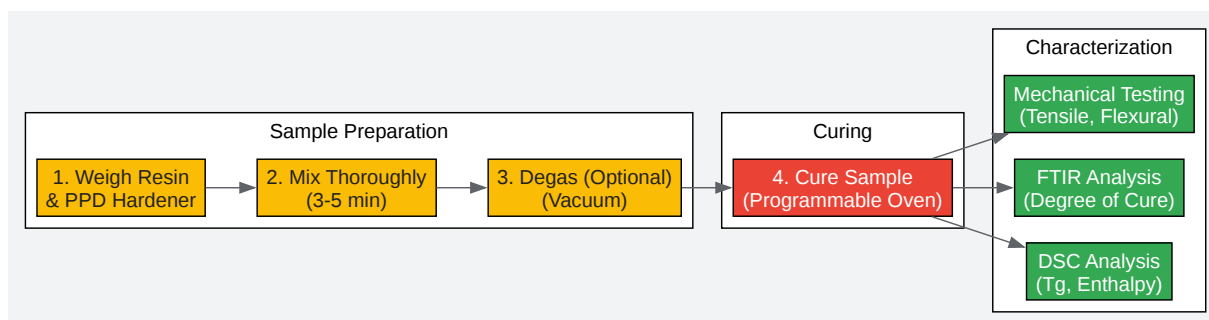 Sample Preparation
1. Weigh Resin
& PPD Hardener
2. Mix Thoroughly
(3-5 min)
3. Degas (Optional)
(Vacuum)
Curing
4. Cure Sample
(Programmable Oven)
Characterization
Mechanical Testing
(Tensile, Flexural)
FTIR Analysis
(Degree of Cure)
DSC Analysis
(Tg, Enthalpy)